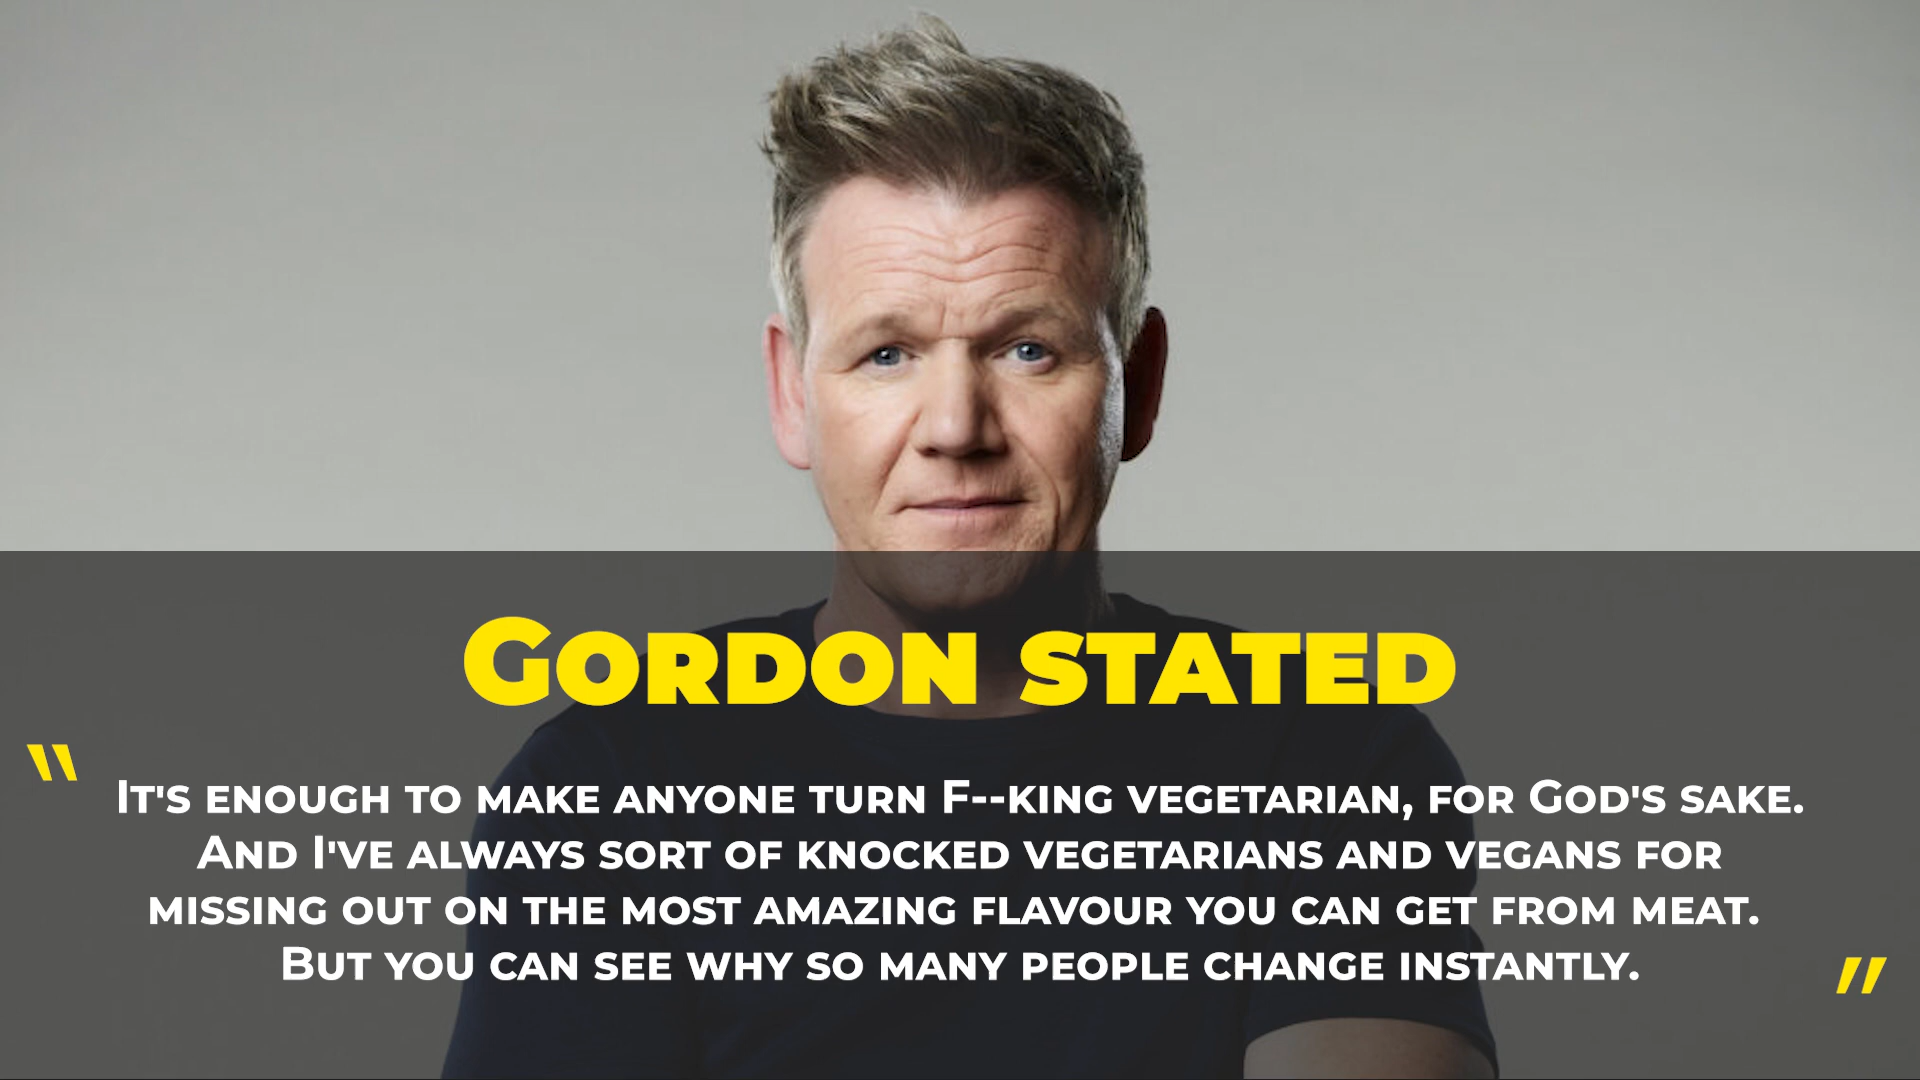 Gordon stated
"
It's enough to make anyone turn F--king vegetarian, for God's sake.
And I've always sort of knocked vegetarians and vegans for
missing out on the most amazing flavour you can get from meat.
But you can see why so many people change instantly.
"